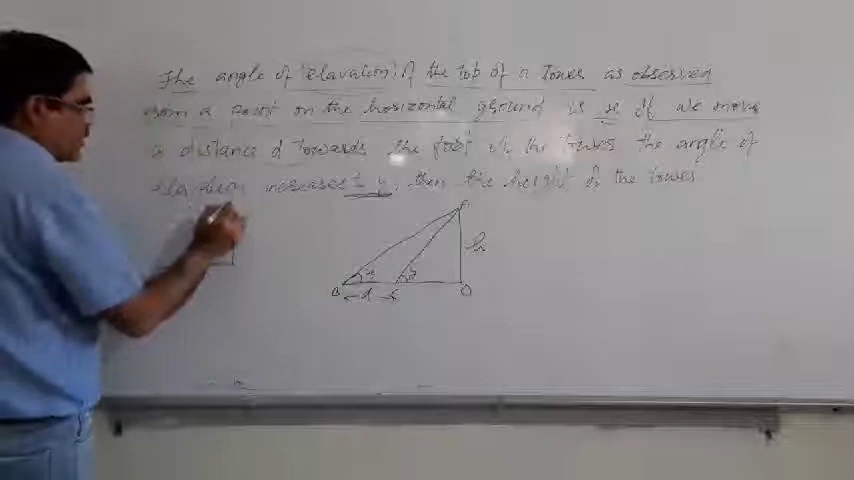 The angle of elavation of the top of a Tower as observed
from a point on the horizontal ground is x If we move
a distance d towards the foot of the tower the angle of
elevation increases to y, then the height of the tower
h
x y
B d C D